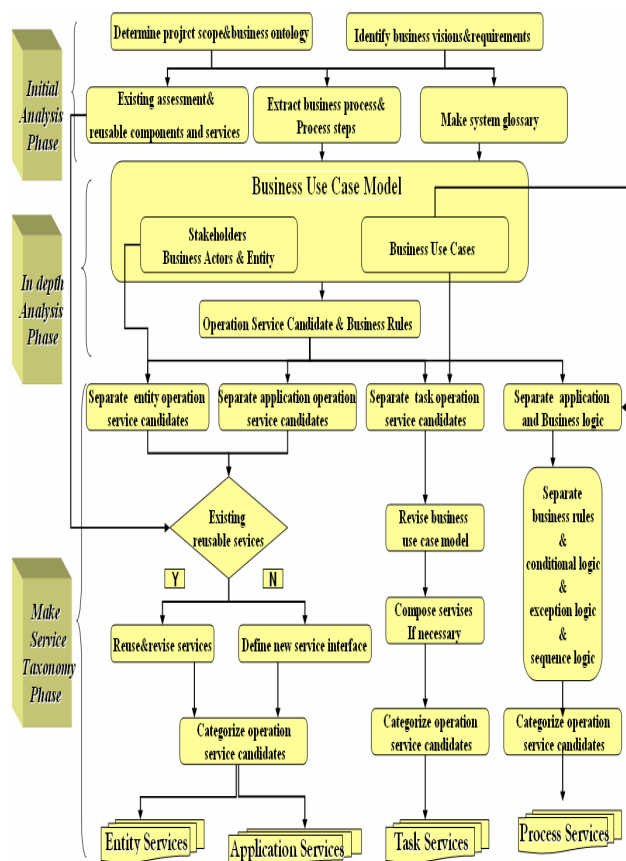 Determine projrct scope&business ontology
Identify business visions&requirements
Initial
Analysis
Phase
Existing assessment&
reusable components and services
Extract business process&
Process steps
Make system glossary
Business Use Case Model
Stakeholders
Business Actors & Entity
Business Use Cases
In depth
Analysis
Phase
Operation Service Candidate & Business Rules
Separate entity operation
service candidates
Separate application operation
service candidates
Separate task operation
service candidates
Separate application
and Business logic
Existing
reusable sevices
Y
N
Revise business
use case model
Separate
business rules
&
conditional logic
&
exception logic
&
sequence logic
Make
Service
Taxonomy
Phase
Reuse&revise services
Define new service interface
Compose servises
If necessary
Categorize operation
service candidates
Categorize operation
service candidates
Categorize operation
service candidates
Entity Services
Application Services
Task Services
Process Services